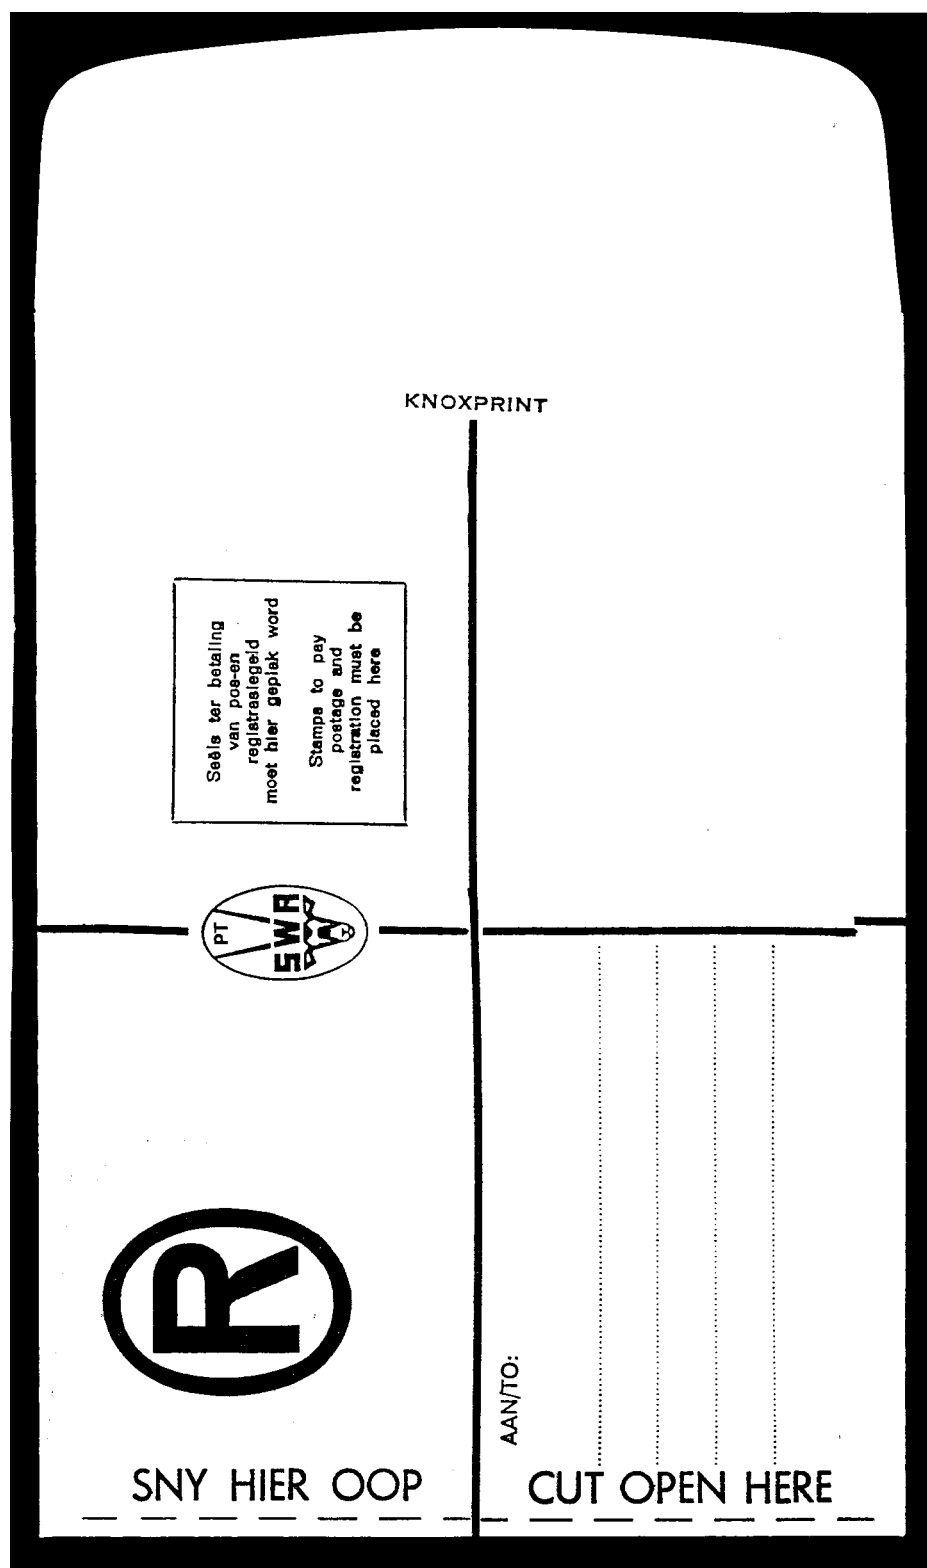 KNOXPRINT
Seëls ter betaling
van pos-en
registrasiegeld
moet hier geplak word
Stamps to pay
postage and
registration must be
placed here
PT
SWA
R
AAN/TO:
SNY HIER OOP
CUT OPEN HERE